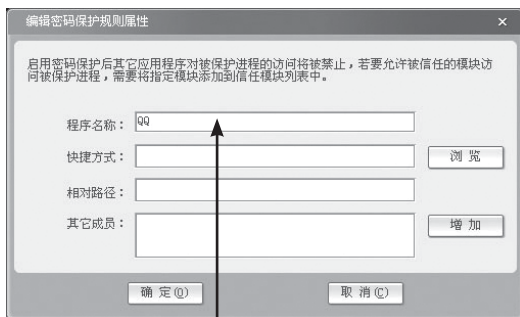 编辑密码保护规则属性
启用密码保护后其它应用程序对被保护进程的访问将被禁止，若要允许被信任的模块访
问被保护进程，需要将指定模块添加到信任模块列表中。
程序名称： QQ
快捷方式： 浏 览
相对路径：
其它成员： 增 加
确 定(O) 取 消(C)